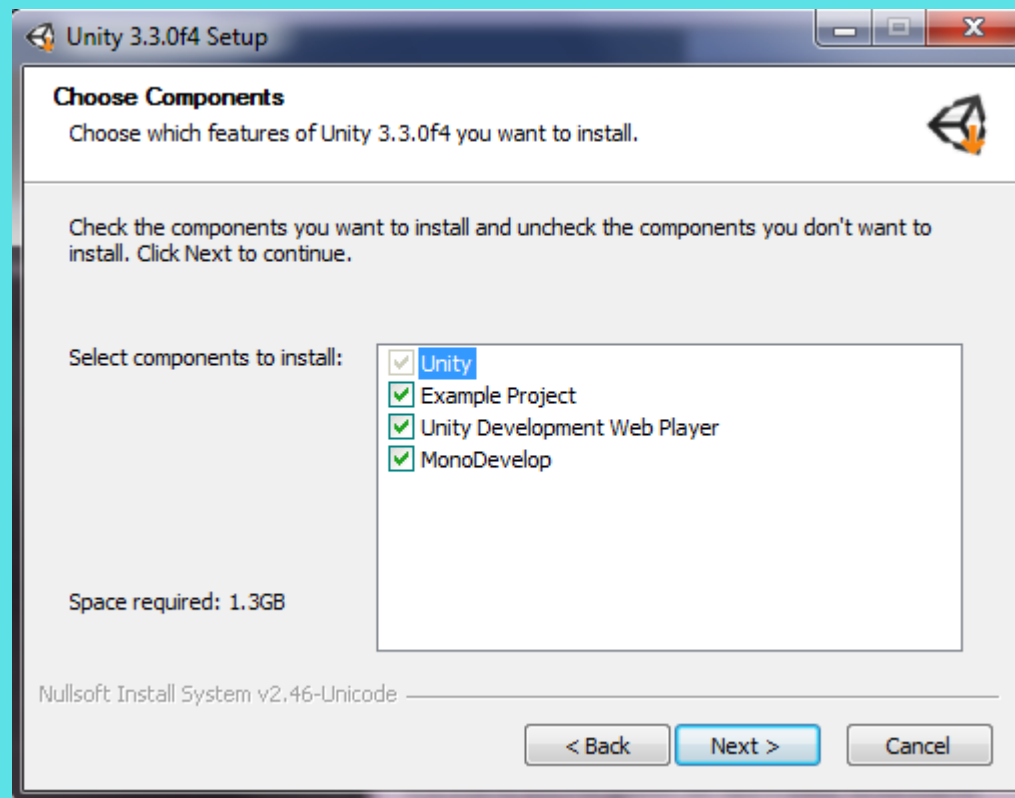 Unity 3.3.0f4 Setup
Choose Components
Choose which features of Unity 3.3.0f4 you want to install.
Check the components you want to install and uncheck the components you don't want to
install. Click Next to continue.
Select components to install:
Unity
Example Project
Unity Development Web Player
MonoDevelop
Space required: 1.3GB
Nullsoft Install System v2.46-Unicode
< Back Next > Cancel